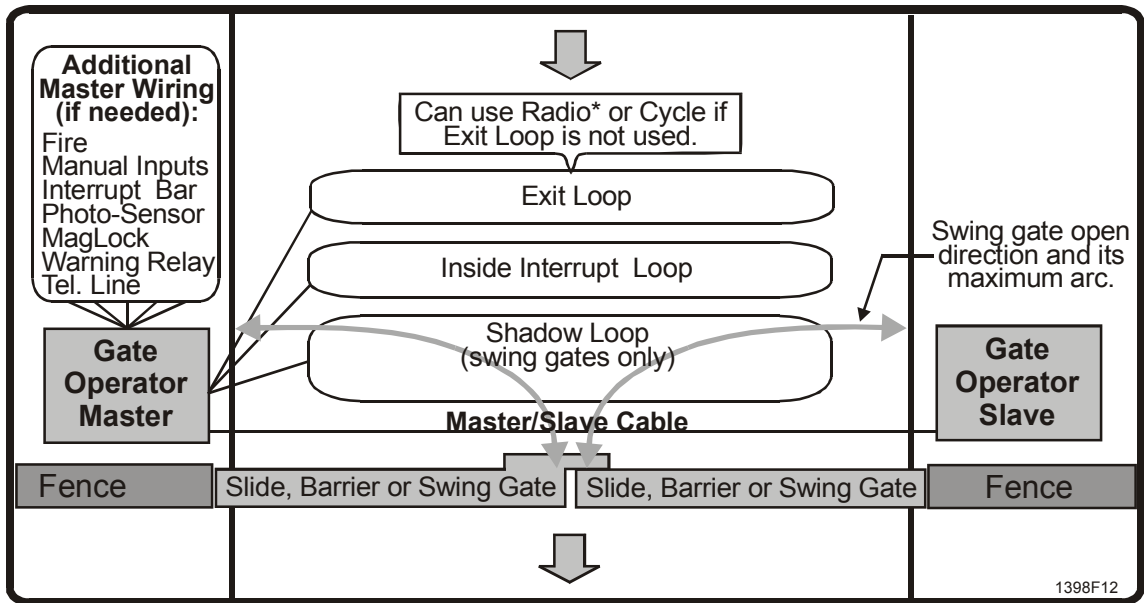 Additional
Master Wiring
(if needed):
Fire
Manual Inputs
Interrupt Bar
Photo-Sensor
MagLock
Warning Relay
Tel. Line
Can use Radio* or Cycle if
Exit Loop is not used.
Exit Loop
Inside Interrupt Loop
Swing gate open
direction and its
maximum arc.
Shadow Loop
(swing gates only)
Gate
Operator
Master
Gate
Operator
Slave
Master/Slave Cable
Fence
Slide, Barrier or Swing Gate
Slide, Barrier or Swing Gate
Fence
1398F12